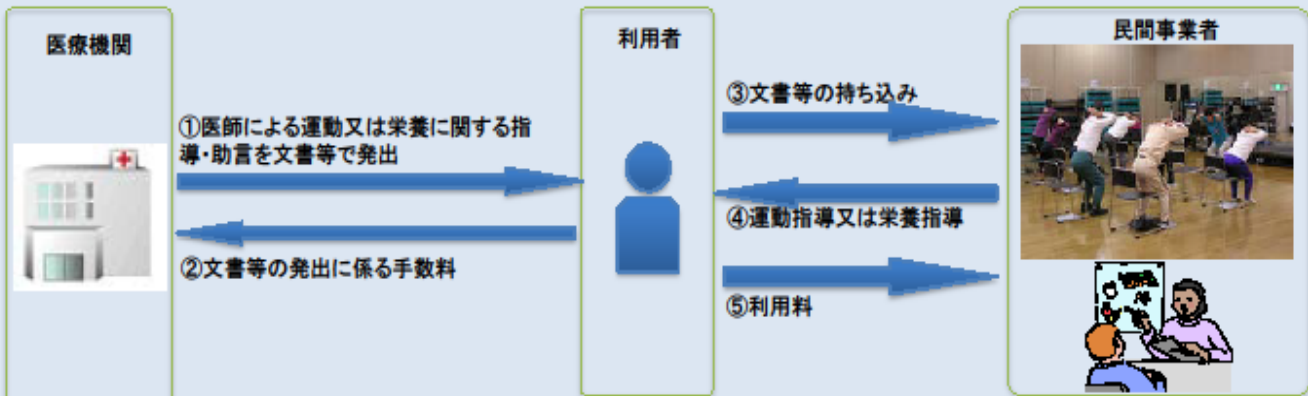 医療機関
利用者
民間事業者
①医師による運動又は栄養に関する指
導・助言を文書等で発出
②文書等の発出に係る手数料
③文書等の持ち込み
④運動指導又は栄養指導
⑤利用料